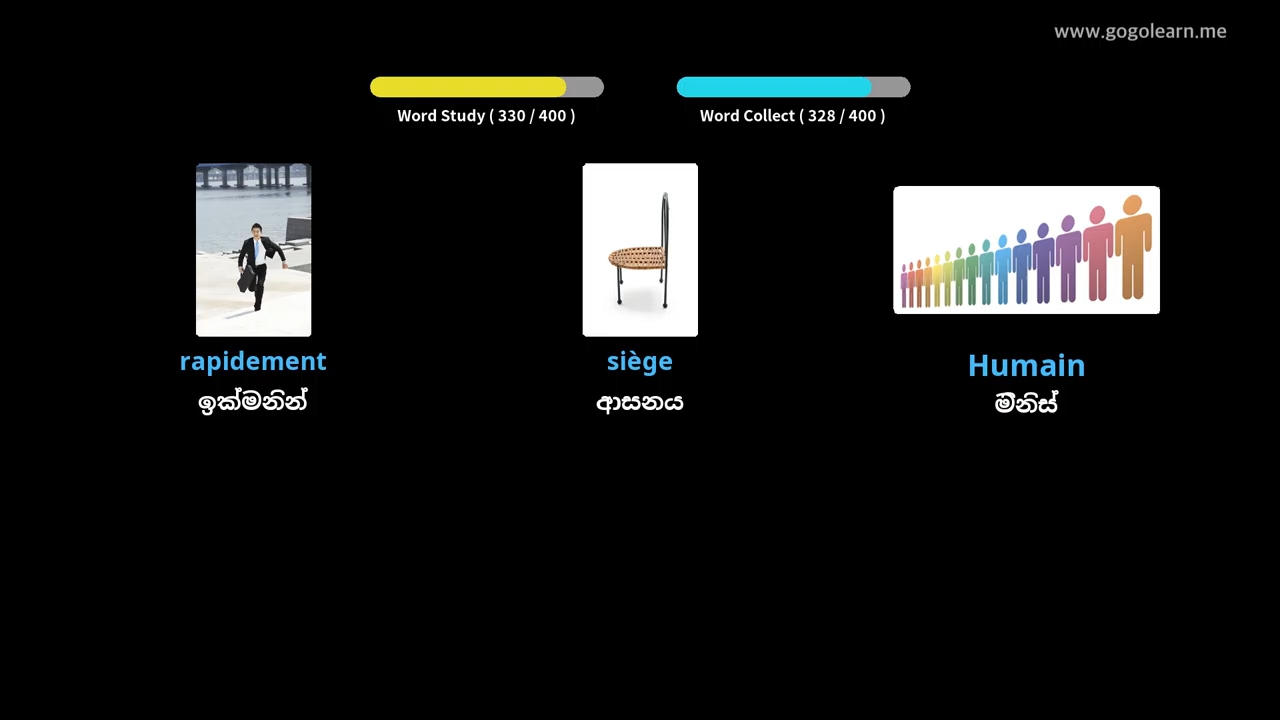 www.gogolearn.me
Word Study ( 330 / 400 )
Word Collect ( 328 / 400 )
rapidement
siège
Humain
ඉක්මනින්
ආසනය
මිනිස්